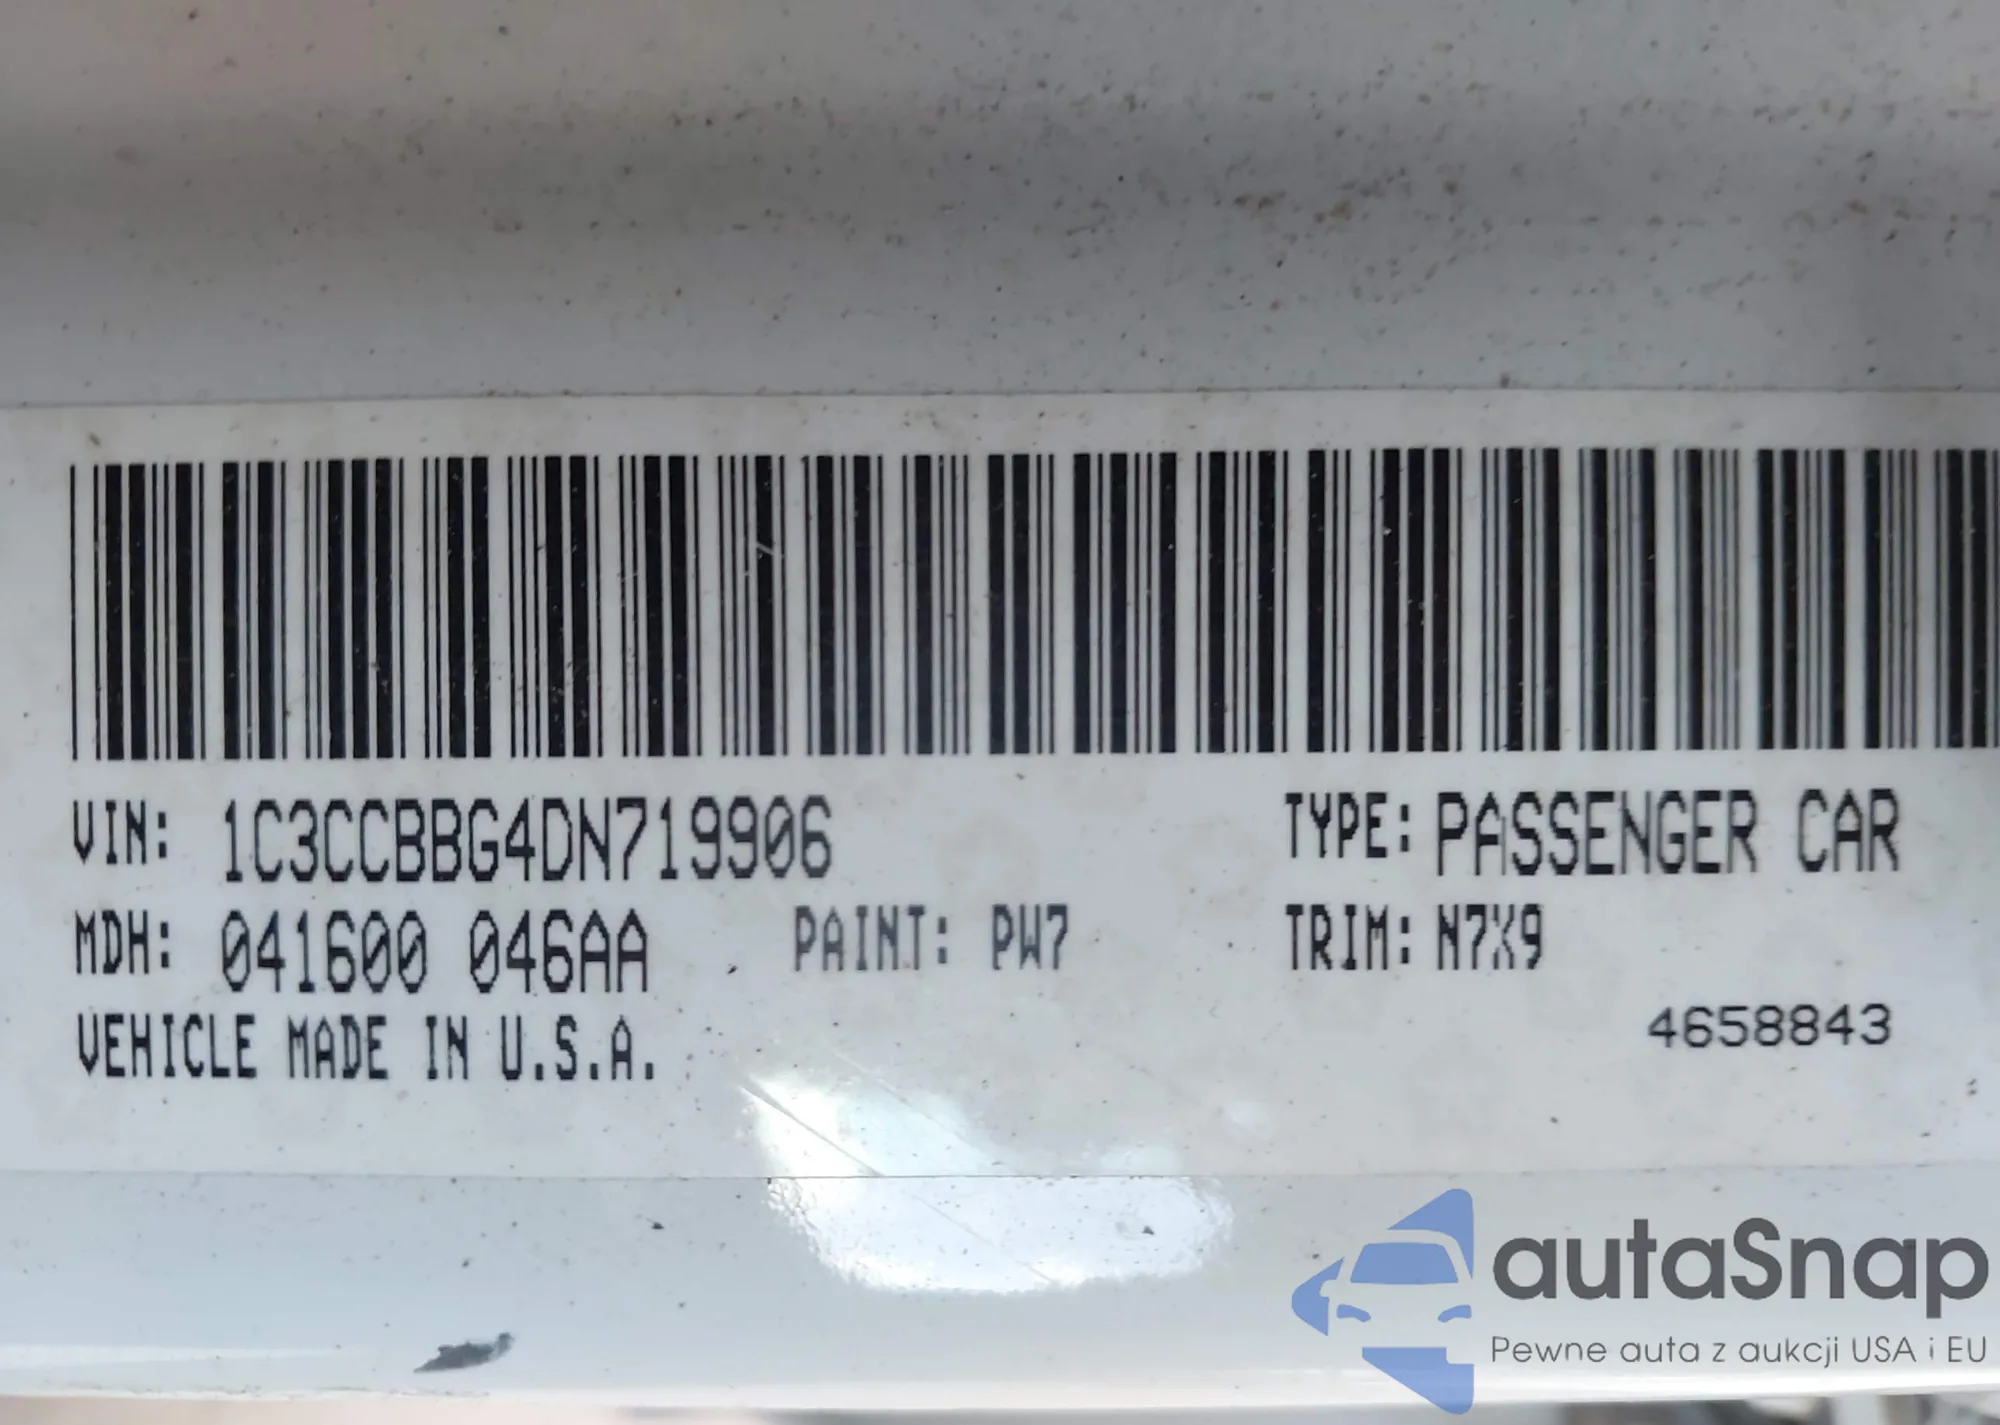 VIN: 1C3CCBBG4DN719906 TYPE: PASSENGER CAR
MDH: 041600 046AA PAINT: PW7 TRIM: N7X9
4658843
VEHICLE MADE IN U.S.A.
autaSnap
Pewne auta z aukcji USA i EU